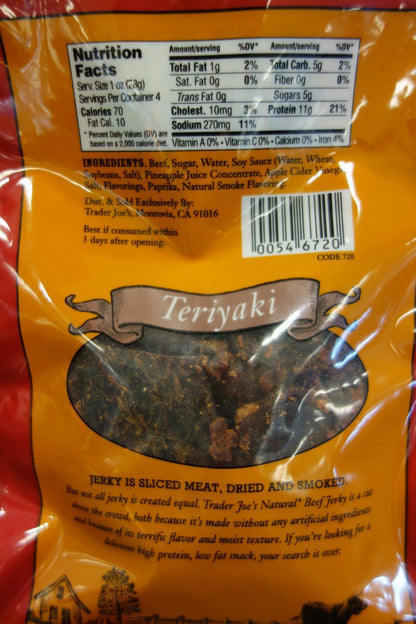 Nutrition
Facts
Serv. Size 1 oz (28g)
Servings Per Container 4
Calories 70
Fat Cal. 10
* Percent Daily Values (DV) are
based on a 2,000 calorie diet.
Amount/serving %DV* Amount/serving %DV*
Total Fat 1g 2% Total Carb. 5g 2%
Sat. Fat 0g 0% Fiber 0g 0%
Trans Fat 0g Sugars 5g
Cholest. 10mg 3% Protein 11g 21%
Sodium 270mg 11%
Vitamin A 0% • Vitamin C 0% • Calcium 0% • Iron 4%
INGREDIENTS: Beef, Sugar, Water, Soy Sauce (Water, Wheat,
Soybeans, Salt), Pineapple Juice Concentrate, Apple Cider Vinegar,
Salt, Flavorings, Paprika, Natural Smoke Flavoring.
Dist. & Sold Exclusively By:
Trader Joe's, Monrovia, CA 91016
Best if consumed within
3 days after opening.
0054 6720
CODE 720
Teriyaki
JERKY IS SLICED MEAT, DRIED AND SMOKED.
But not all jerky is created equal. Trader Joe's Natural* Beef Jerky is a cut
above the crowd, both because it's made without any artificial ingredients
and because of its terrific flavor and moist texture. If you're looking for a
delicious high protein, low fat snack, your search is over.